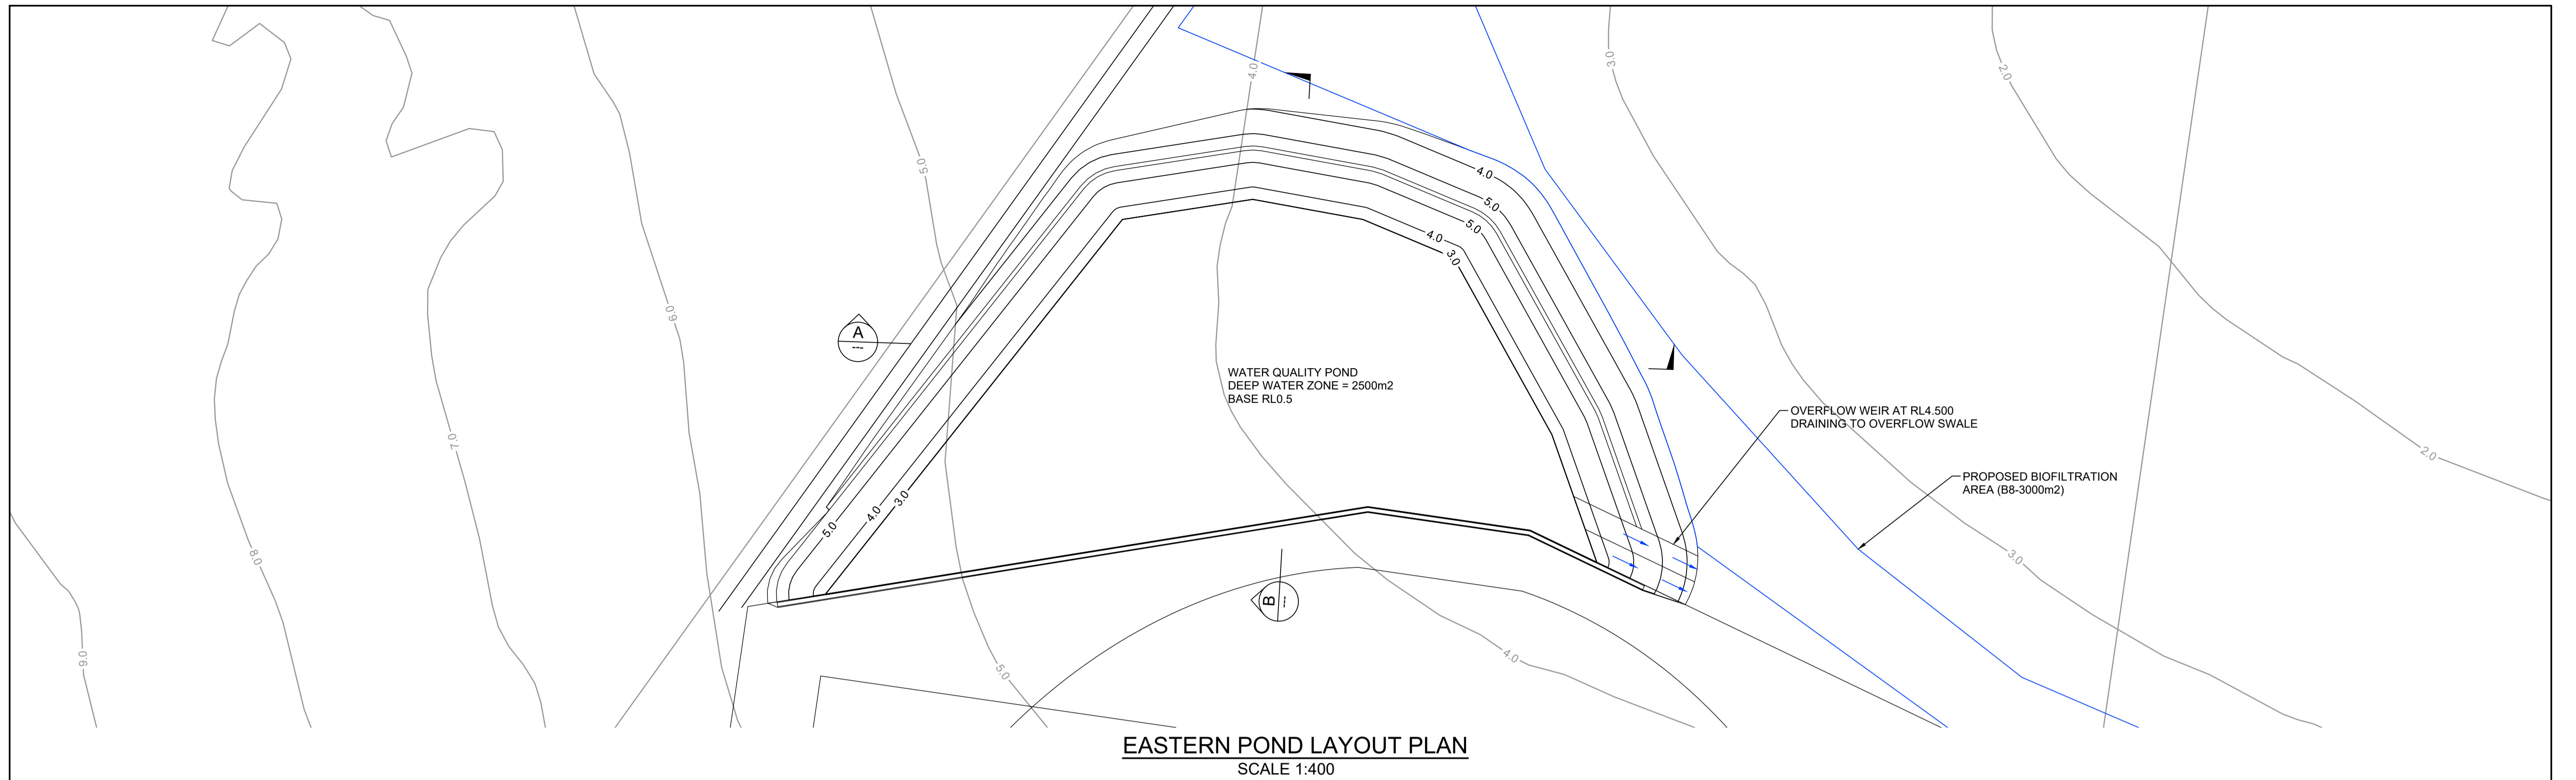 4.0
3.0
2.0
5.0
4.0
5.0
5.0
4.0
3.0
6.0
A
---
WATER QUALITY POND
DEEP WATER ZONE = 2500m2
BASE RL0.5
OVERFLOW WEIR AT RL4.500
DRAINING TO OVERFLOW SWALE
7.0
2.0
PROPOSED BIOFILTRATION
AREA (B8-3000m2)
3.0
4.0
5.0
8.0
3.0
B
---
9.0
5.0
4.0
EASTERN POND LAYOUT PLAN
SCALE 1:400